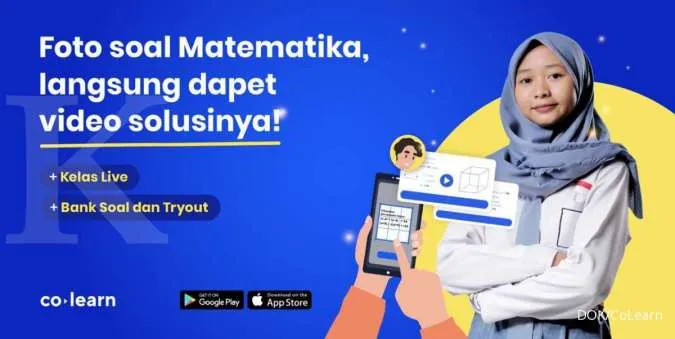 Foto soal Matematika,
langsung dapet
video solusinya!
+ Kelas Live
+ Bank Soal dan Tryout
co learn
GET IT ON
Google Play
Download on the
App Store
DOK/CoLearn
K